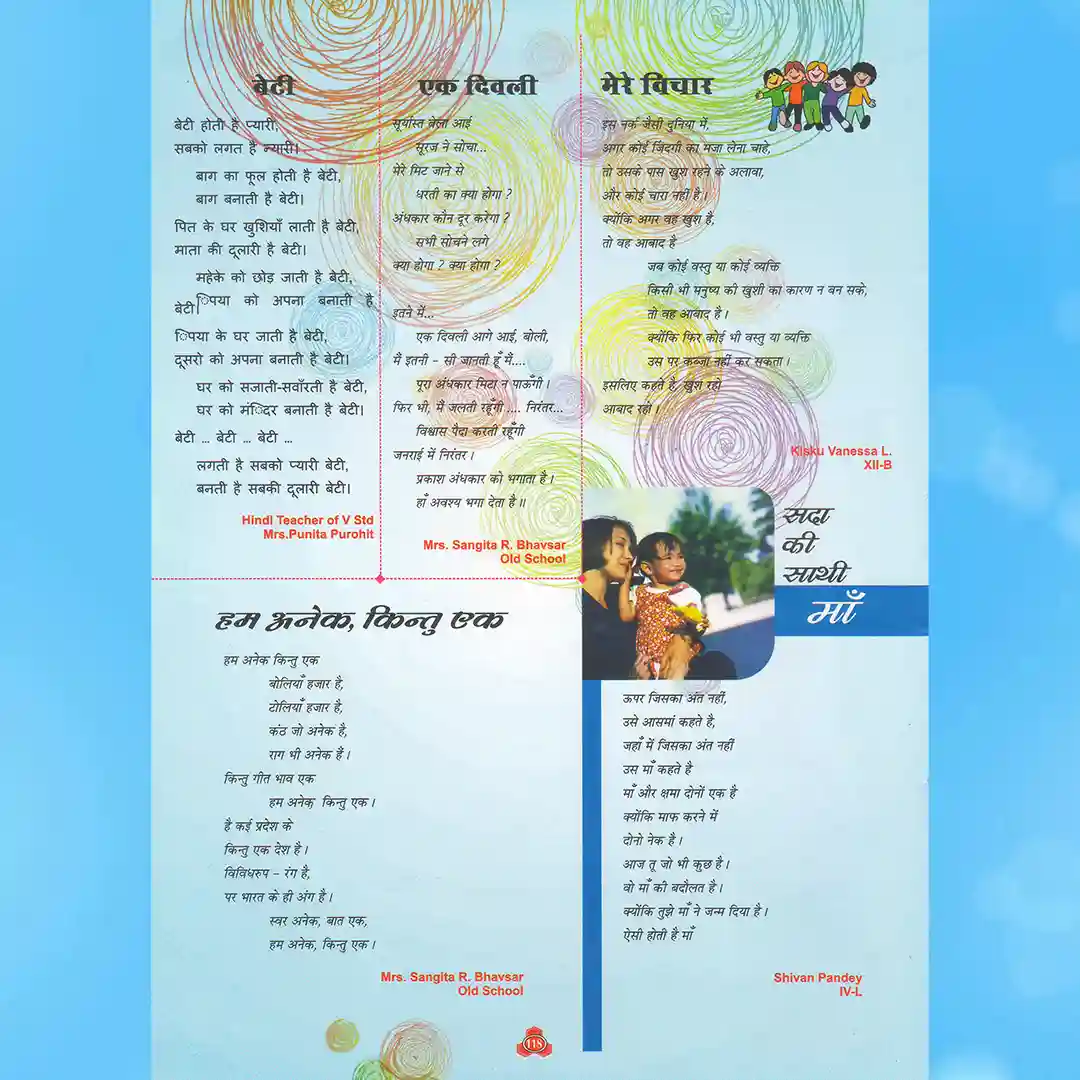 बेटी
बेटी होती है प्यारी,
सबको लगत है न्यारी।
बाग का फूल होती है बेटी,
बाग बनाती है बेटी।
पित के घर खुशियाँ लाती है बेटी,
माता की दूलारी है बेटी।
महेके को छोड़ जाती है बेटी,
बेटी|िपया को अपना बनाती है
िपया के घर जाती है बेटी,
दूसरो को अपना बनाती है बेटी।
घर को सजाती-सवाँरती है बेटी,
घर को मंिदर बनाती है बेटी।
बेटी ... बेटी ... बेटी ...
लगती है सबको प्यारी बेटी,
बनती है सबकी दूलारी बेटी।
Hindi Teacher of V Std
Mrs.Punita Purohit
एक दिवली
सूर्यास्त बेला आई
सूरज ने सोचा...
मेरे मिट जाने से
धरती का क्या होगा ?
अंधकार कौन दूर करेगा ?
सभी सोचने लगे
क्या होगा ? क्या होगा ?
इतने में...
एक दिवली आगे आई, बोली,
मैं इतनी - सी जानती हूँ मैं....
पूरा अंधकार मिटा न पाऊँगी।
फिर भी, मै जलती रहूँगी .... निरंतर...
विश्वास पैदा करती रहूँगी
जनराई में निरंतर।
प्रकाश अंधकार को भगाता है।
हाँ अवश्य भगा देता है॥
Mrs. Sangita R. Bhavsar
Old School
मेरे विचार
इस नर्क जैसी दुनिया में,
अगर कोई ज़िंदगी का मजा लेना चाहे,
तो उसके पास खुश रहने के अलावा,
और कोई चारा नहीं है।
क्योंकि अगर वह खुश है,
तो वह आबाद है
जब कोई वस्तु या कोई व्यक्ति
किसी भी मनुष्य की खुशी का कारण न बन सके,
तो वह आबाद है।
क्योंकि फिर कोई भी वस्तु या व्यक्ति
उस पर कब्जा नहीं कर सकता।
इसलिए कहते है, खुश रहो
आबाद रहो।
Kisku Vanessa L.
XII-B
हम अनेक, किन्तु एक
हम अनेक किन्तु एक
बोलियाँ हजार है,
टोलियाँ हजार है,
कंठ जो अनेक है,
राग भी अनेक हैं।
किन्तु गीत भाव एक
हम अनेक, किन्तु एक।
है कई प्रदेश के
किन्तु एक देश है।
विविधरुप - रंग है,
पर भारत के ही अंग है।
स्वर अनेक, बात एक,
हम अनेक, किन्तु एक।
Mrs. Sangita R. Bhavsar
Old School
सदा
की
साथी
माँ
ऊपर जिसका अंत नहीं,
उसे आसमां कहते है,
जहाँ में जिसका अंत नहीं
उस माँ कहते है
माँ और क्षमा दोनों एक है
क्योंकि माफ करने में
दोनो नेक है।
आज तू जो भी कुछ है।
वो माँ की बदौलत है।
क्योंकि तुझे माँ ने जन्म दिया है।
ऐसी होती है माँ
Shivan Pandey
IV-L
118